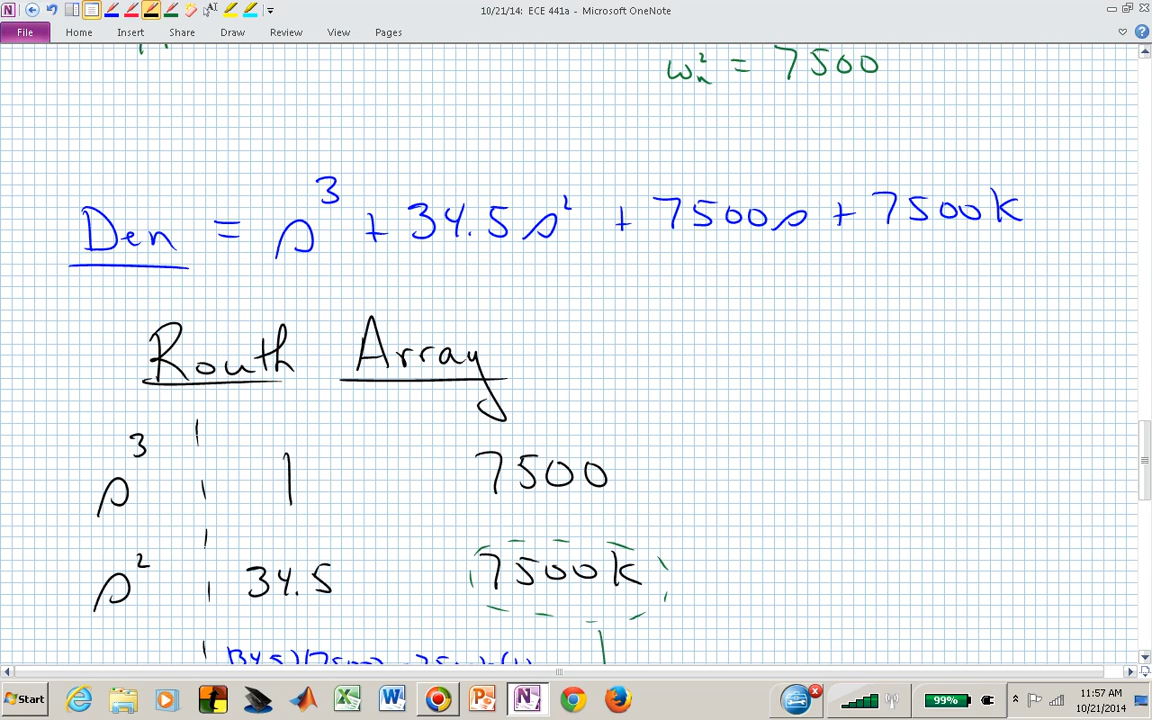 10/21/14: ECE 441a - Microsoft OneNote
File Home Insert Share Draw Review View Pages
ωn² = 7500
Den = s³ + 34.5s² + 7500s + 7500k
Routh Array
s³ | 1 7500
s² | 34.5 7500k
Start 99% 11:57 AM
10/21/2014